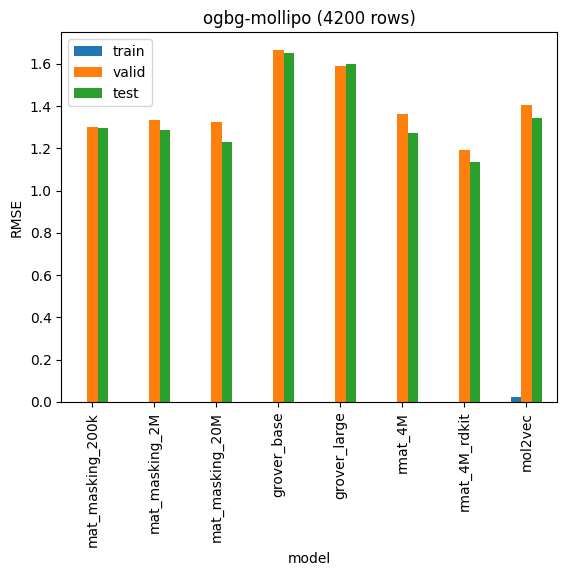 ogbg-mollipo (4200 rows)
train
valid
test
RMSE
1.6
1.4
1.2
1.0
0.8
0.6
0.4
0.2
0.0
mat_masking_200k
mat_masking_2M
mat_masking_20M
grover_base
grover_large
rmat_4M
rmat_4M_rdkit
mol2vec
model